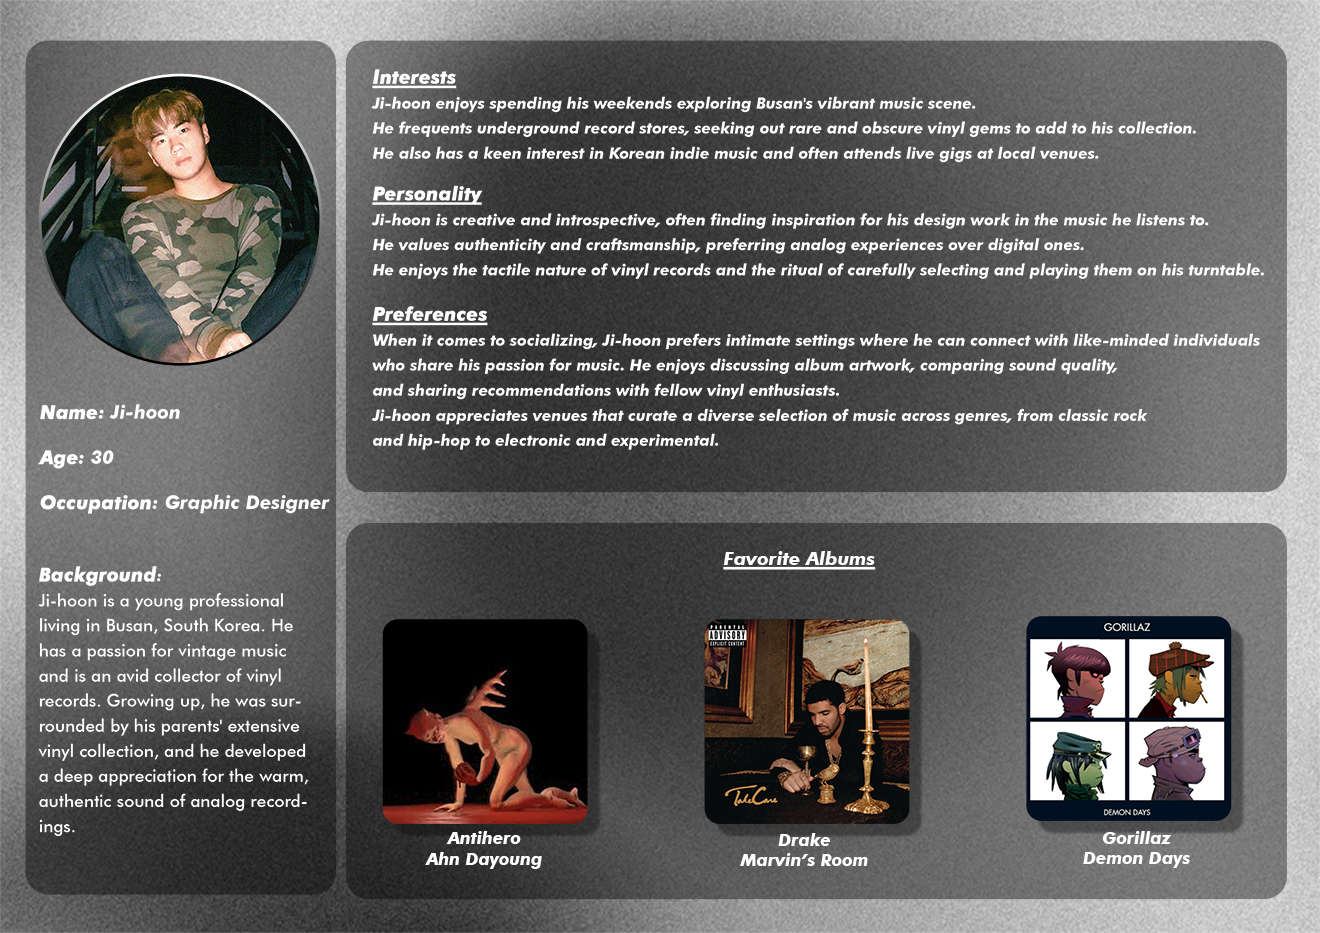 Name: Ji-hoon
Age: 30
Occupation: Graphic Designer
Background:
Ji-hoon is a young professional
living in Busan, South Korea. He
has a passion for vintage music
and is an avid collector of vinyl
records. Growing up, he was sur-
rounded by his parents' extensive
vinyl collection, and he developed
a deep appreciation for the warm,
authentic sound of analog record-
ings.
Interests
Ji-hoon enjoys spending his weekends exploring Busan's vibrant music scene.
He frequents underground record stores, seeking out rare and obscure vinyl gems to add to his collection.
He also has a keen interest in Korean indie music and often attends live gigs at local venues.
Personality
Ji-hoon is creative and introspective, often finding inspiration for his design work in the music he listens to.
He values authenticity and craftsmanship, preferring analog experiences over digital ones.
He enjoys the tactile nature of vinyl records and the ritual of carefully selecting and playing them on his turntable.
Preferences
When it comes to socializing, Ji-hoon prefers intimate settings where he can connect with like-minded individuals
who share his passion for music. He enjoys discussing album artwork, comparing sound quality,
and sharing recommendations with fellow vinyl enthusiasts.
Ji-hoon appreciates venues that curate a diverse selection of music across genres, from classic rock
and hip-hop to electronic and experimental.
Favorite Albums
Antihero
Ahn Dayoung
PARENTAL
ADVISORY
EXPLICIT CONTENT
Take Care
Drake
Marvin’s Room
GORILLAZ
DEMON DAYS
Gorillaz
Demon Days